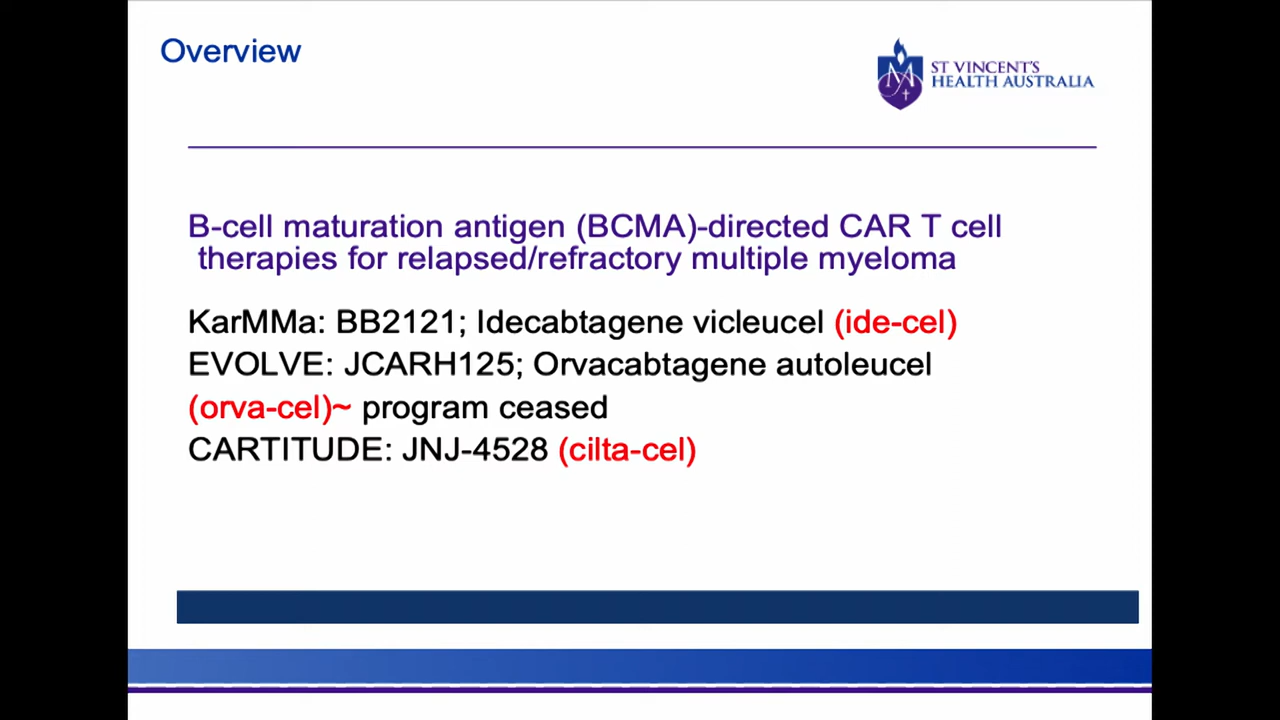 Overview
ST VINCENT'S
HEALTH AUSTRALIA
B-cell maturation antigen (BCMA)-directed CAR T cell
therapies for relapsed/refractory multiple myeloma
KarMMa: BB2121; Idecabtagene vicleucel (ide-cel)
EVOLVE: JCARH125; Orvacabtagene autoleucel
(orva-cel)~ program ceased
CARTITUDE: JNJ-4528 (cilta-cel)